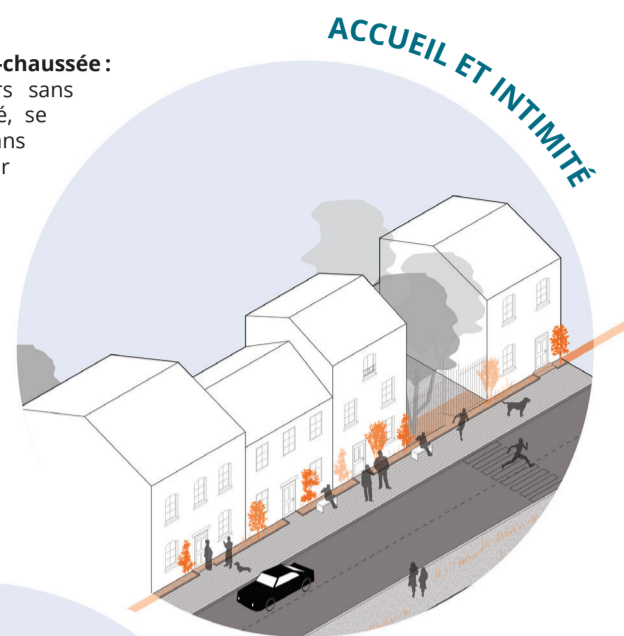 ACCUEIL ET INTIMITÉ
-chaussée :
rs sans
é, se
ans
r